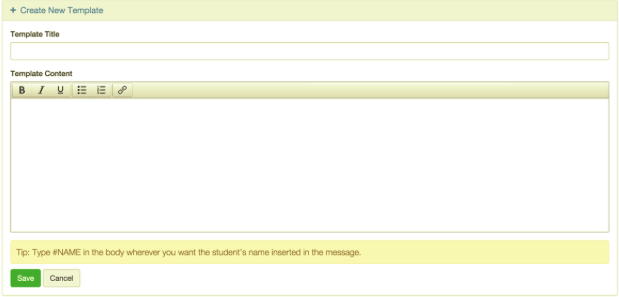 + Create New Template
Template Title
Template Content
B I U
Tip: Type #NAME in the body wherever you want the student's name inserted in the message.
Save Cancel